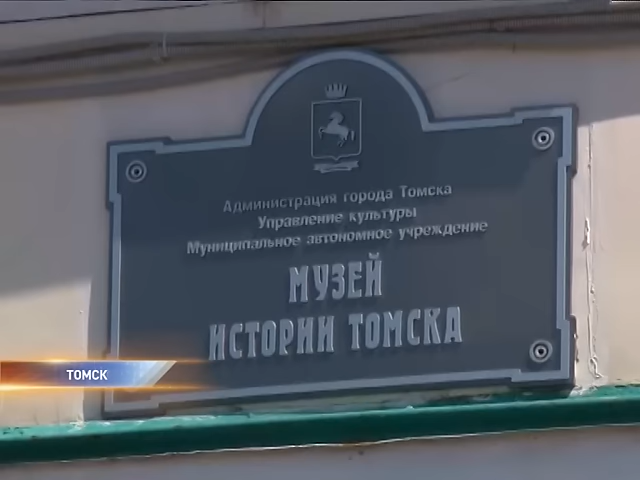 Администрация города Томска
Управление культуры
Муниципальное автономное учреждение
МУЗЕЙ
ИСТОРИИ ТОМСКА
ТОМСК